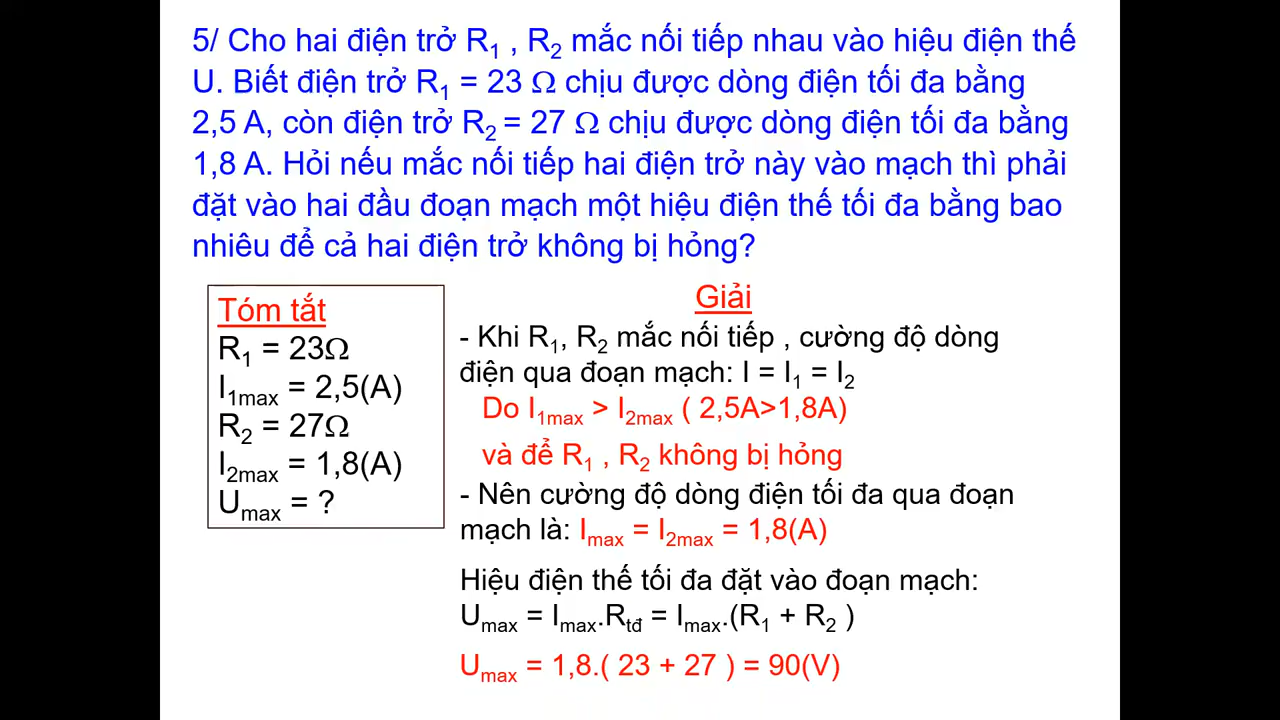 5/ Cho hai điện trở R₁ , R₂ mắc nối tiếp nhau vào hiệu điện thế
U. Biết điện trở R₁ = 23 Ω chịu được dòng điện tối đa bằng
2,5 A, còn điện trở R₂ = 27 Ω chịu được dòng điện tối đa bằng
1,8 A. Hỏi nếu mắc nối tiếp hai điện trở này vào mạch thì phải
đặt vào hai đầu đoạn mạch một hiệu điện thế tối đa bằng bao
nhiêu để cả hai điện trở không bị hỏng?
Tóm tắt
R₁ = 23Ω
I1max = 2,5(A)
R₂ = 27Ω
I2max = 1,8(A)
Umax = ?
Giải
- Khi R₁, R₂ mắc nối tiếp , cường độ dòng
điện qua đoạn mạch: I = I₁ = I₂
Do I1max > I2max ( 2,5A>1,8A)
và để R₁ , R₂ không bị hỏng
- Nên cường độ dòng điện tối đa qua đoạn
mạch là: Imax = I2max = 1,8(A)
Hiệu điện thế tối đa đặt vào đoạn mạch:
Umax = Imax.Rtđ = Imax.(R₁ + R₂ )
Umax = 1,8.( 23 + 27 ) = 90(V)